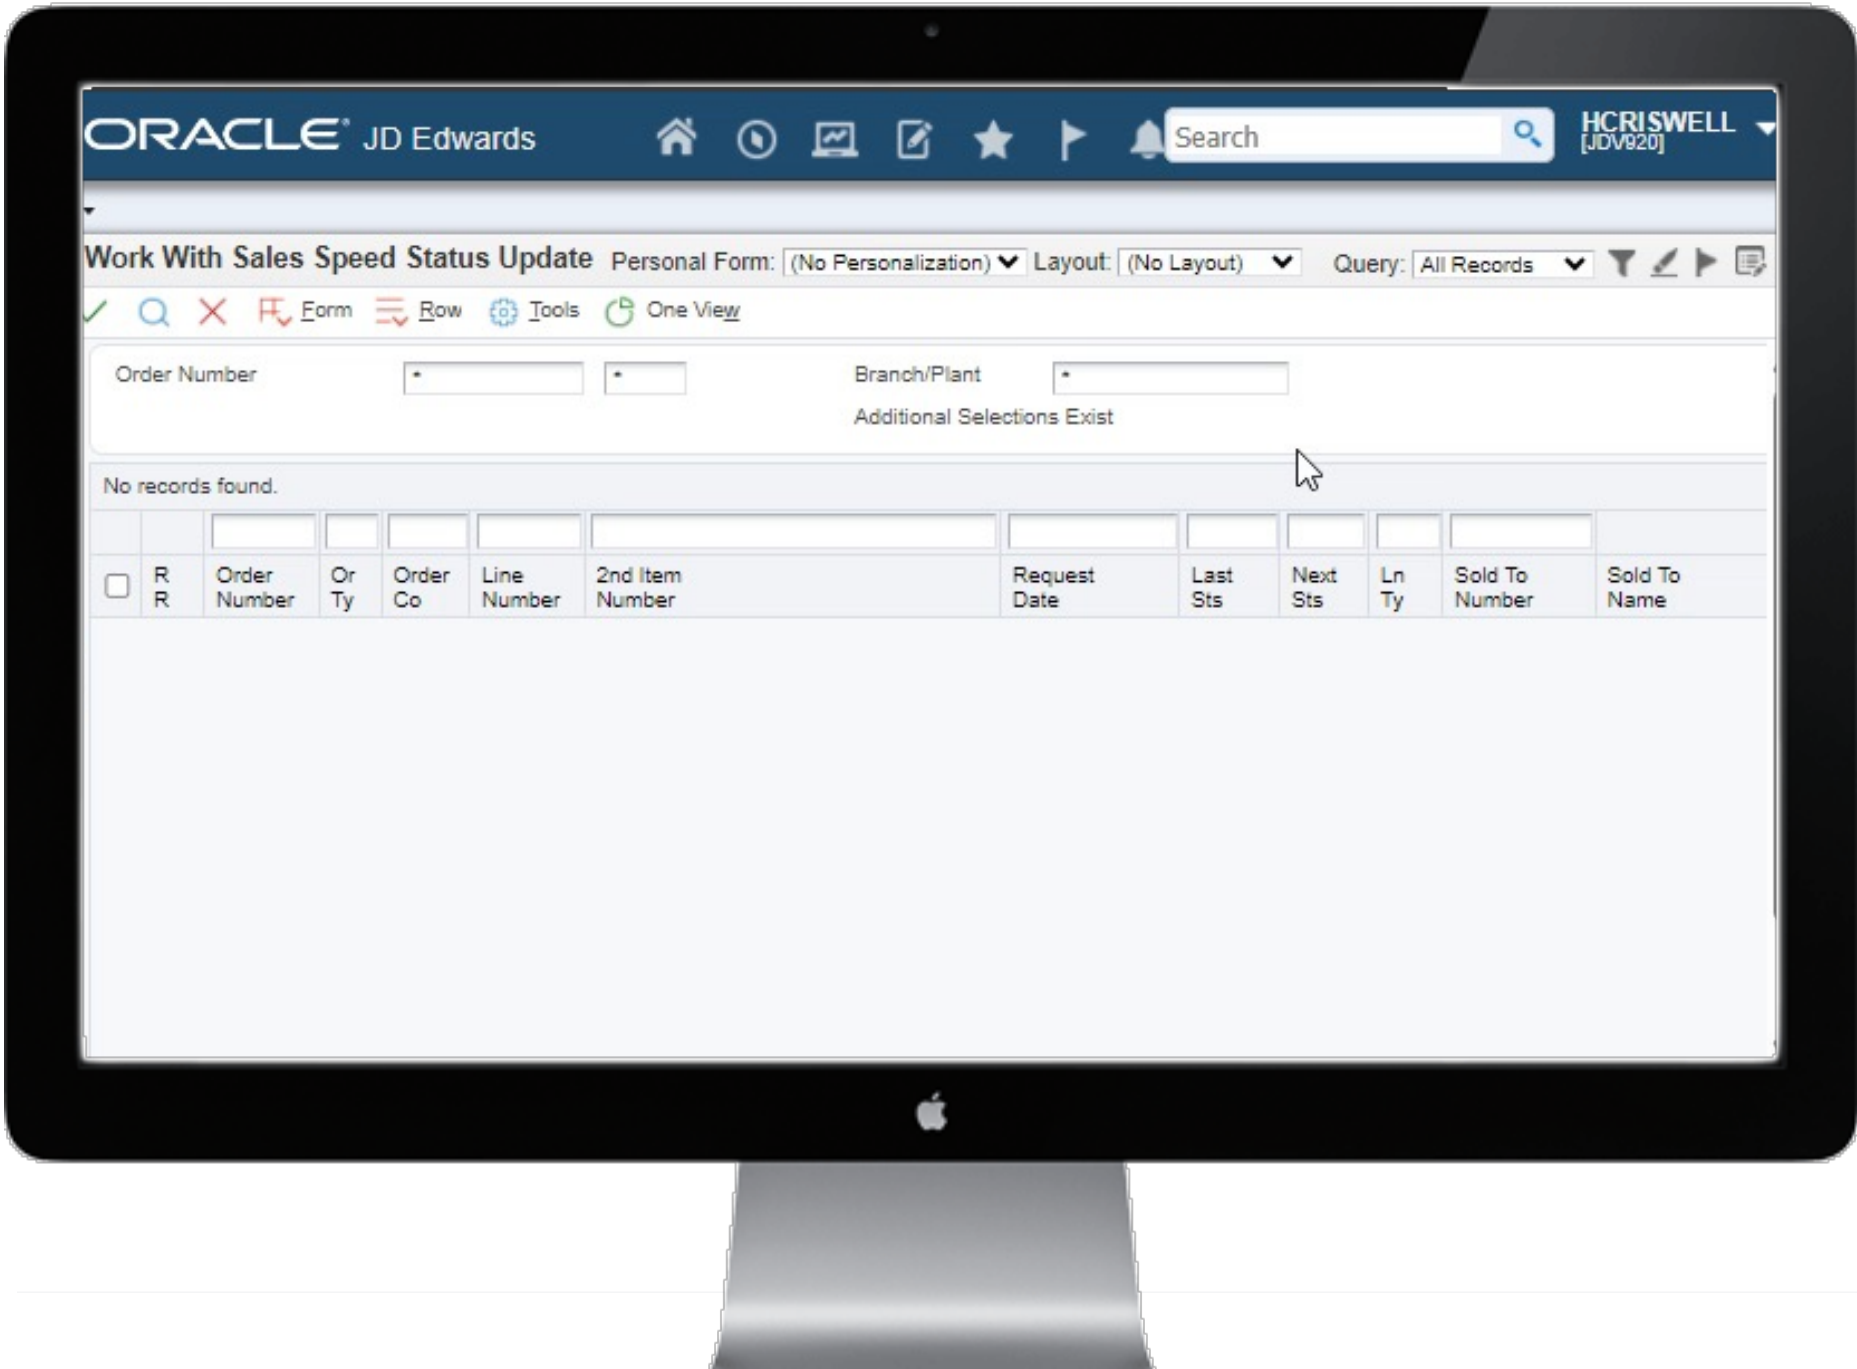 ORACLE JD Edwards Search HCRISWELL
[JDV920]
Work With Sales Speed Status Update Personal Form: (No Personalization) Layout: (No Layout) Query: All Records
Form Row Tools One View
Order Number * * Branch/Plant *
Additional Selections Exist
No records found.
R R Order Number Or Ty Order Co Line Number 2nd Item Number Request Date Last Sts Next Sts Ln Ty Sold To Number Sold To Name